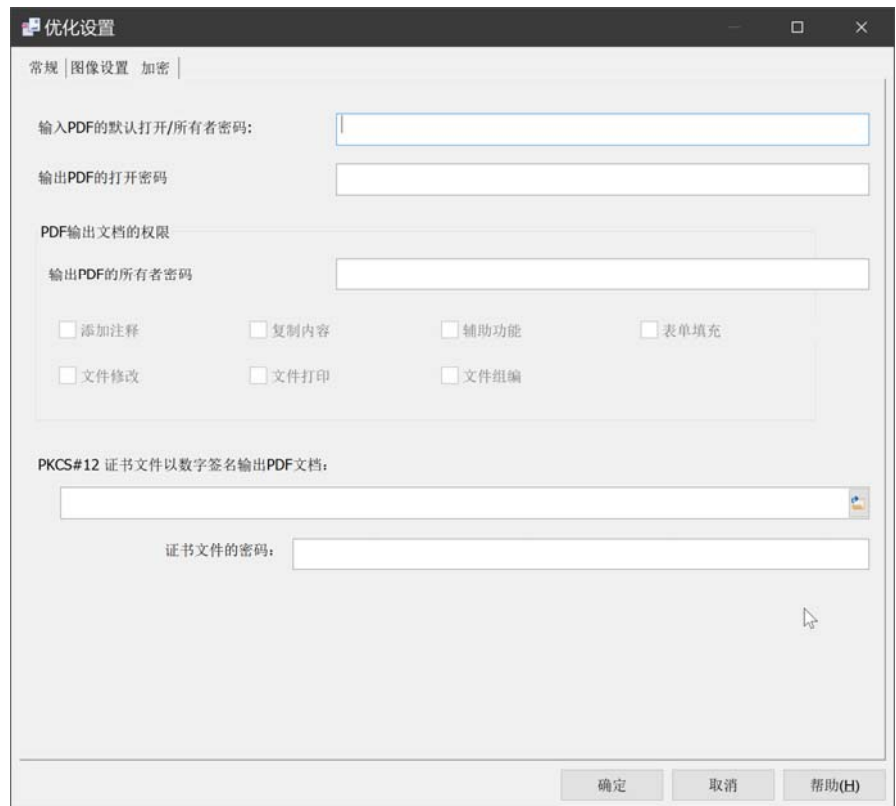 优化设置
常规 图像设置 加密
输入PDF的默认打开/所有者密码:
输出PDF的打开密码
PDF输出文档的权限
输出PDF的所有者密码
添加注释 复制内容 辅助功能 表单填充
文件修改 文件打印 文件组编
PKCS#12 证书文件以数字签名输出PDF文档：
证书文件的密码：
确定 取消 帮助(H)